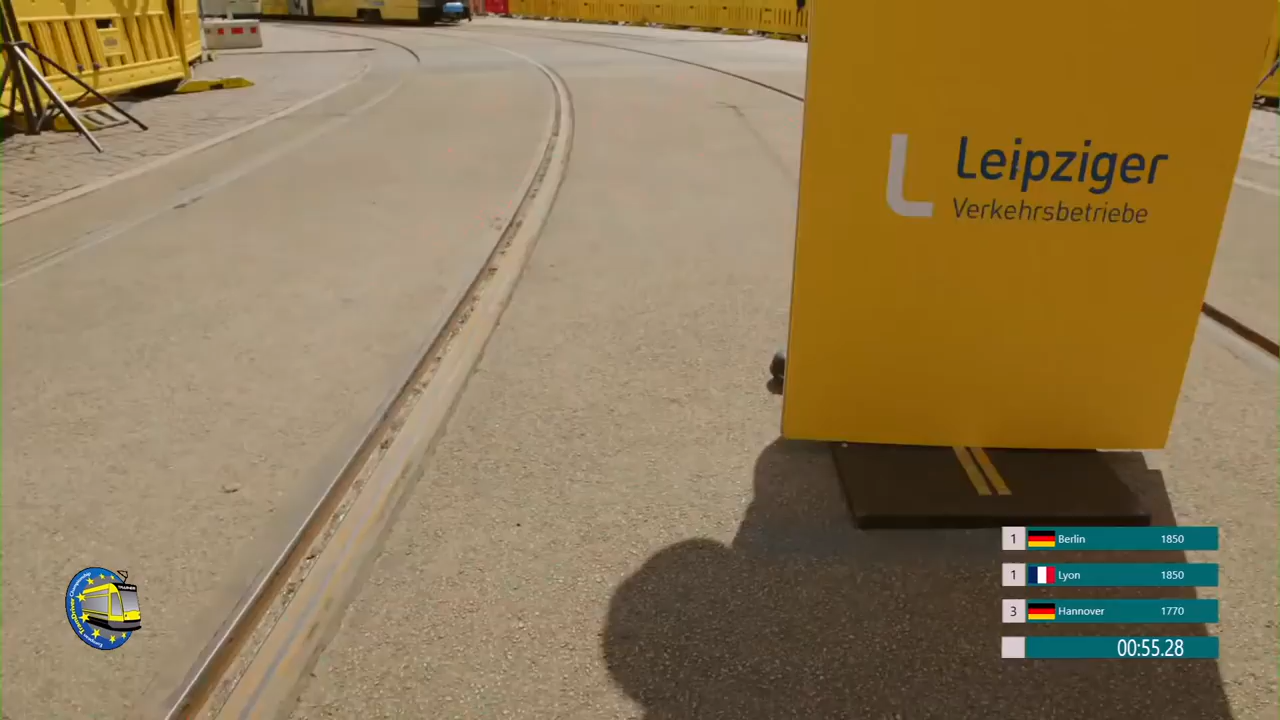 Leipziger
Verkehrsbetriebe
1 Berlin 1850
1 Lyon 1850
3 Hannover 1770
00:55.28